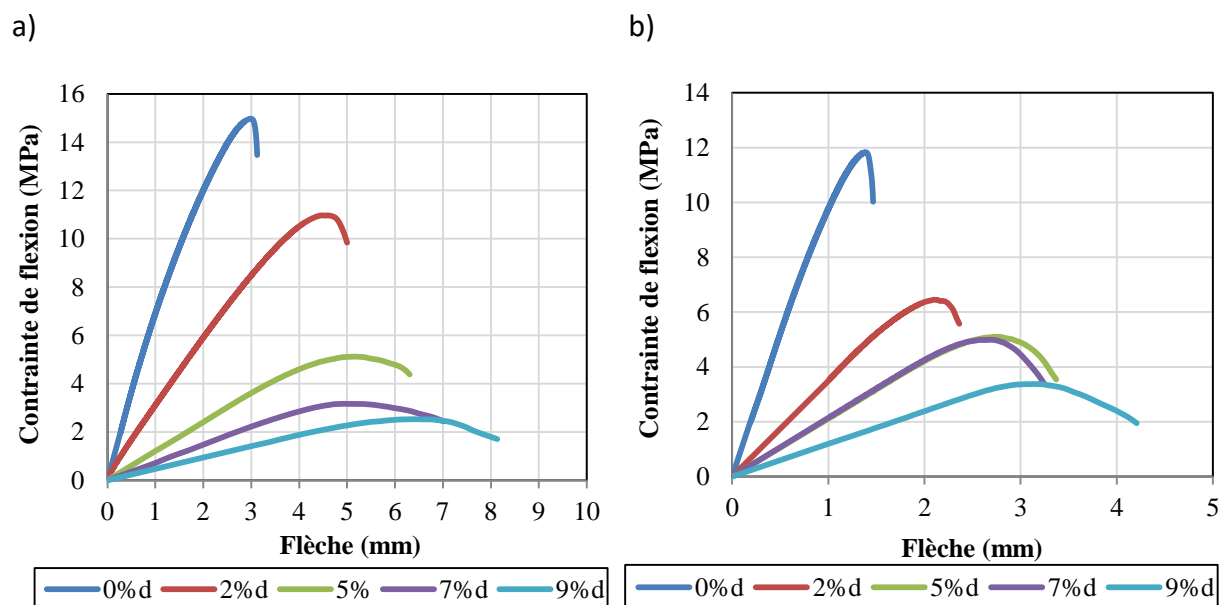 a)
Contrainte de flexion (MPa)
16
14
12
10
8
6
4
2
0
0 1 2 3 4 5 6 7 8 9 10
Flèche (mm)
0%d 2%d 5% 7%d 9%d
b)
Contrainte de flexion (MPa)
14
12
10
8
6
4
2
0
0 1 2 3 4 5
Flèche (mm)
0%d 2%d 5%d 7%d 9%d